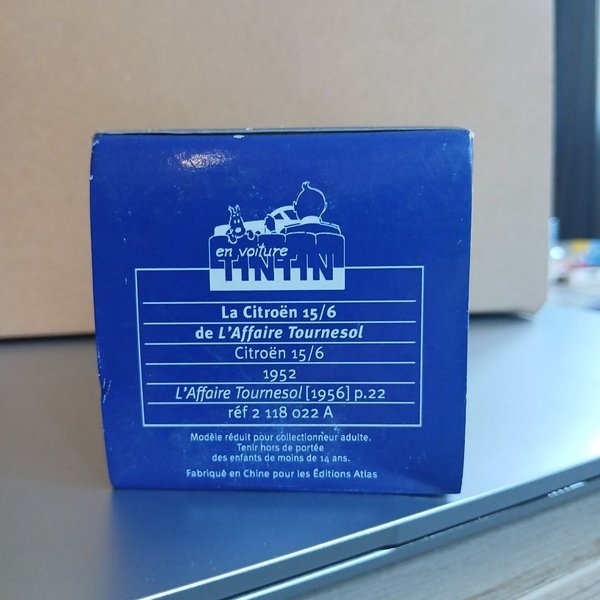 en voiture
TINTIN
La Citroën 15/6
de L'Affaire Tournesol
Citroën 15/6
1952
L'Affaire Tournesol [1956] p.22
réf 2 118 022 A
Modèle réduit pour collectionneur adulte.
Tenir hors de portée
des enfants de moins de 14 ans.
Fabriqué en Chine pour les Éditions Atlas